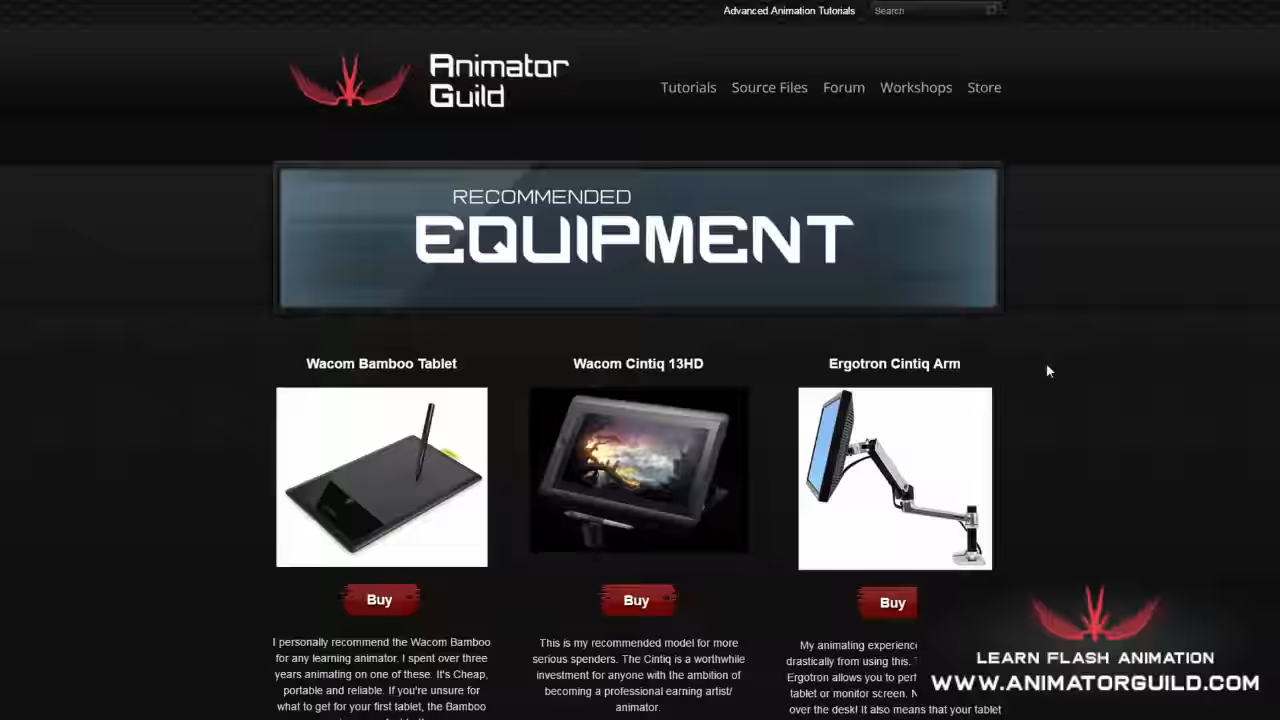 Advanced Animation Tutorials
Search
Animator
Guild
Tutorials Source Files Forum Workshops Store
RECOMMENDED
EQUIPMENT
Wacom Bamboo Tablet
Wacom Cintiq 13HD
Ergotron Cintiq Arm
Buy
Buy
Buy
I personally recommend the Wacom Bamboo
for any learning animator. I spent over three
years animating on one of these. It's Cheap,
portable and reliable. If you're unsure for
what to get for your first tablet, the Bamboo
This is my recommended model for more
serious spenders. The Cintiq is a worthwhile
investment for anyone with the ambition of
becoming a professional earning artist/
animator.
My animating experience
drastically from using this.
Ergotron allows you to
tablet or monitor screen.
over the desk! It also means that your tablet
LEARN FLASH ANIMATION
WWW.ANIMATORGUILD.COM